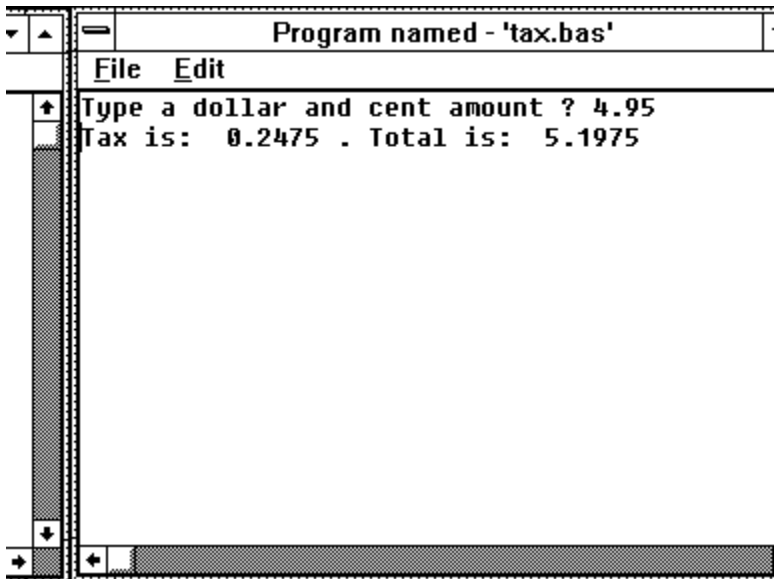 Program named - 'tax.bas'
File Edit
Type a dollar and cent amount ? 4.95
Tax is:  0.2475 . Total is:  5.1975